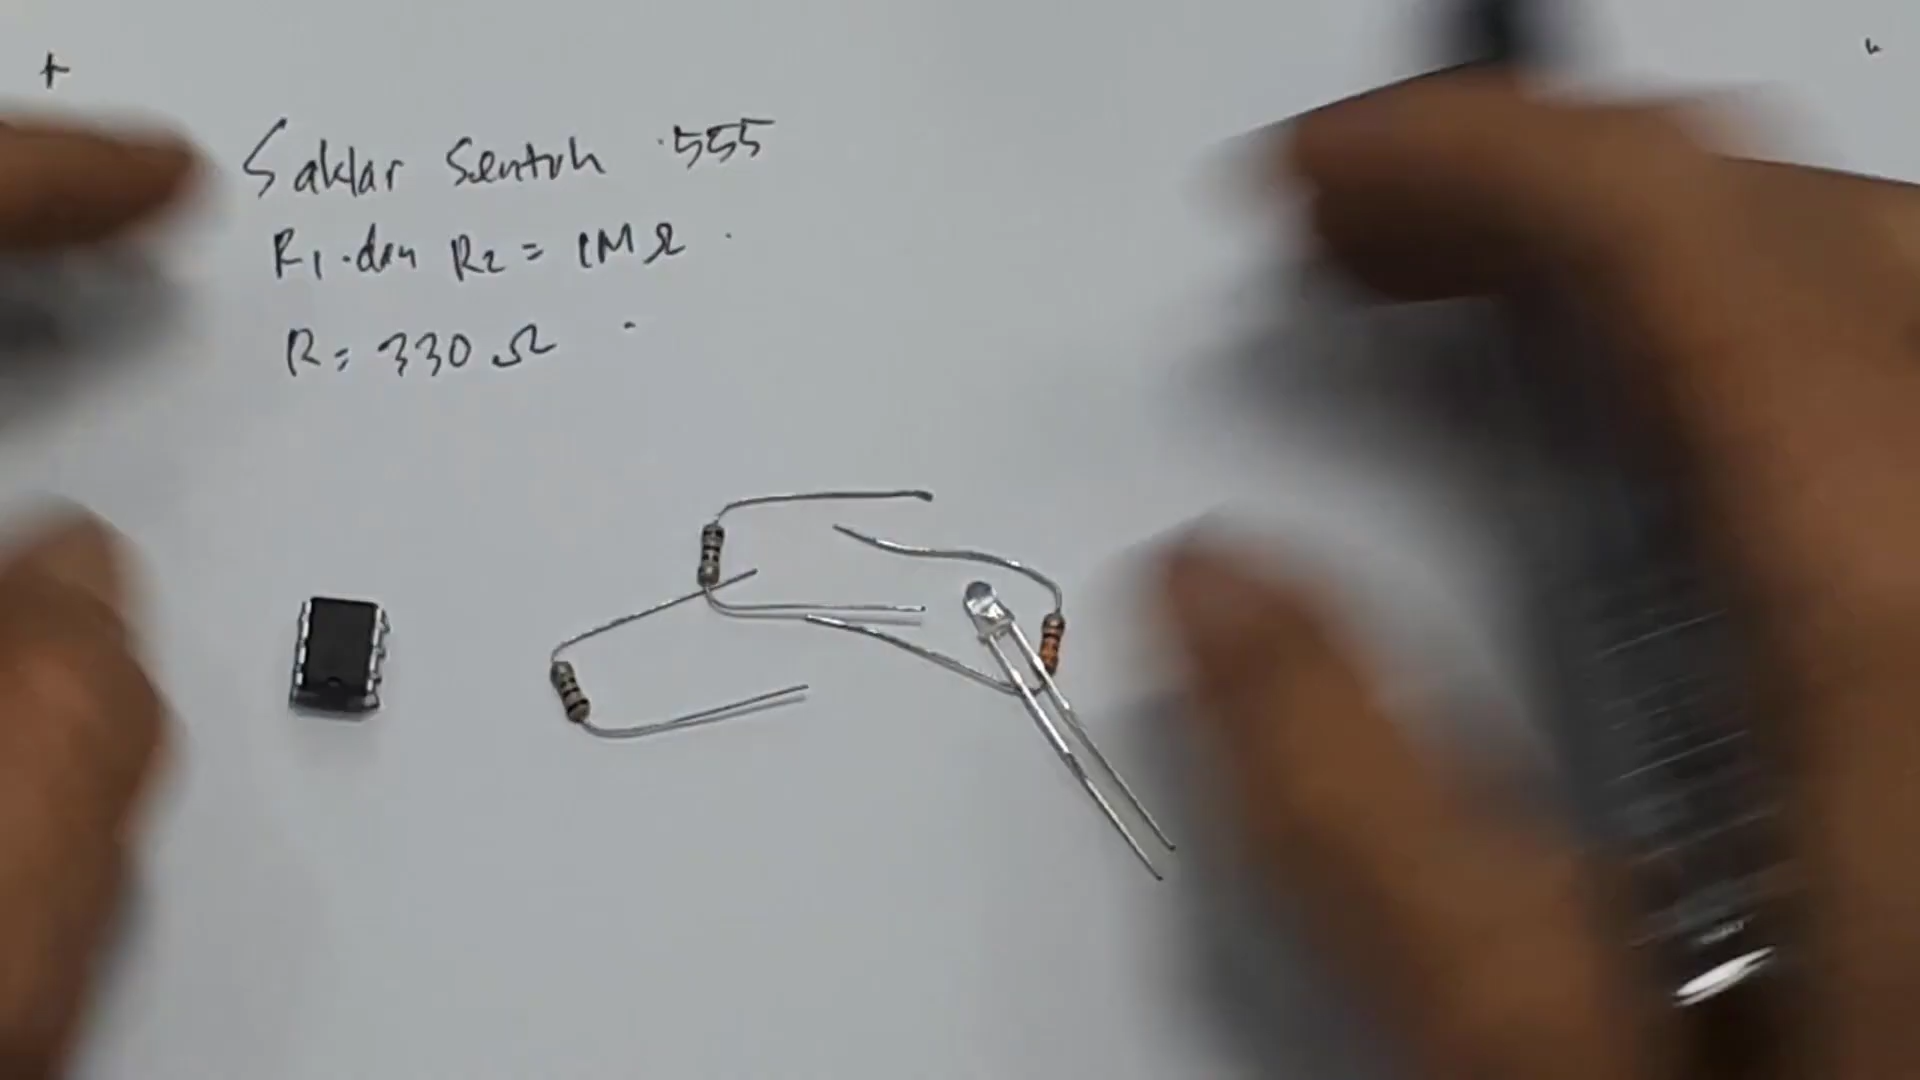 +
Saklar Sentuh 555
R1 dan R2 = 1MΩ
R = 330 Ω